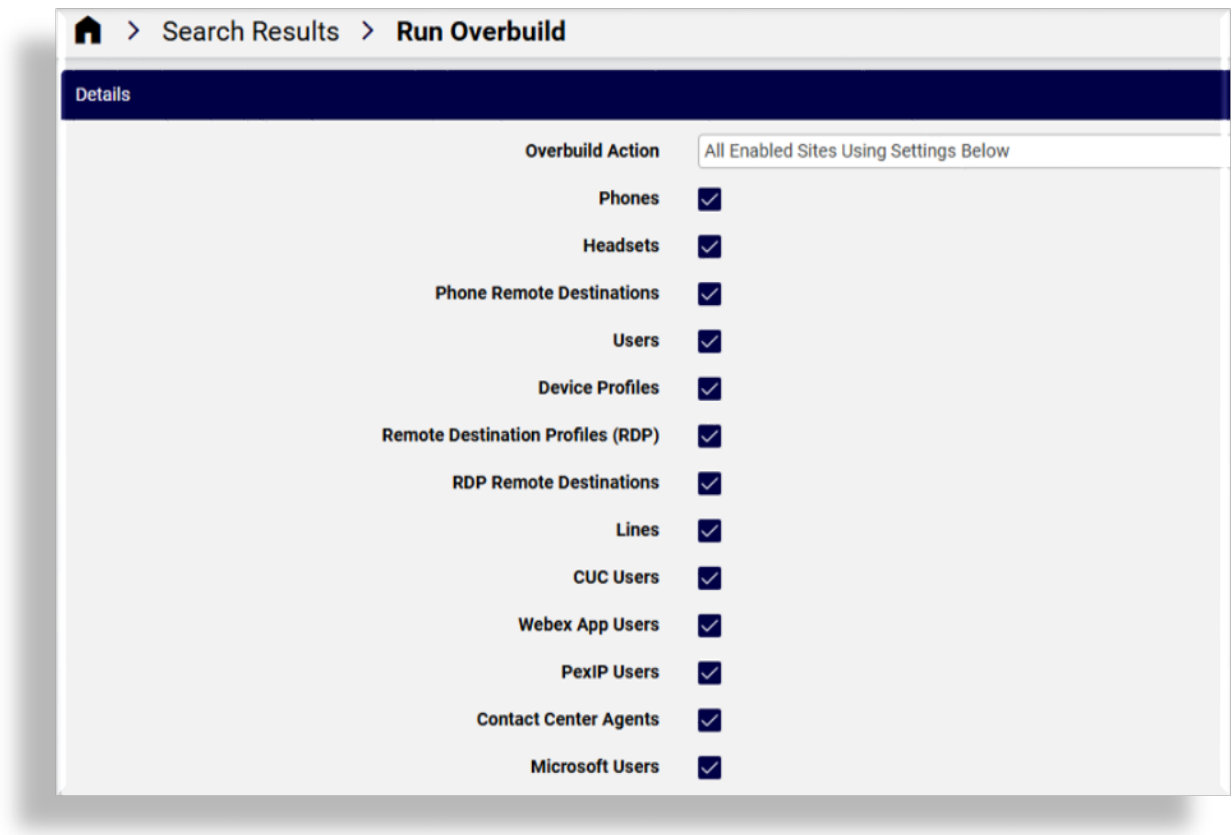 > Search Results > Run Overbuild
Details
Overbuild Action All Enabled Sites Using Settings Below
Phones
Headsets
Phone Remote Destinations
Users
Device Profiles
Remote Destination Profiles (RDP)
RDP Remote Destinations
Lines
CUC Users
Webex App Users
PexIP Users
Contact Center Agents
Microsoft Users